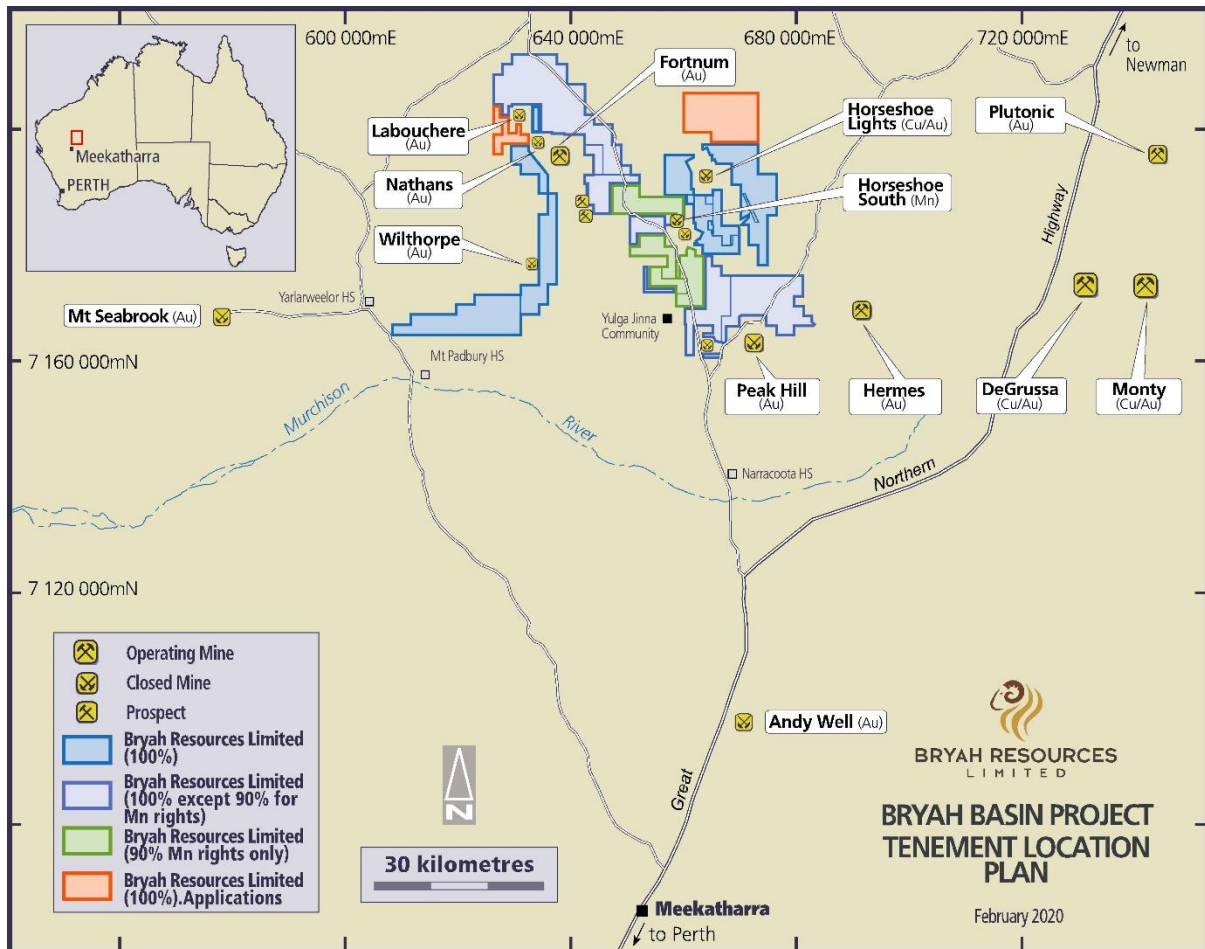 600 000mE
640 000mE
680 000mE
720 000mE
to
Newman
Meekatharra
PERTH
Fortnum
(Au)
Labouchere
(Au)
Horseshoe
Lights (Cu/Au)
Plutonic
(Au)
Nathans
(Au)
Horseshoe
South (Mn)
Wilthorpe
(Au)
Highway
Yarlarweelor HS
Mt Seabrook (Au)
Yulga Jinna
Community
7 160 000mN
Mt Padbury HS
Peak Hill
(Au)
Hermes
(Au)
DeGrussa
(Cu/Au)
Monty
(Cu/Au)
Murchison
River
Narracoota HS
Northern
7 120 000mN
Operating Mine
Closed Mine
Prospect
Bryah Resources Limited
(100%)
Bryah Resources Limited
(100% except 90% for
Mn rights)
Bryah Resources Limited
(90% Mn rights only)
Bryah Resources Limited
(100%).Applications
N
30 kilometres
Andy Well (Au)
Great
Meekatharra
to Perth
BRYAH RESOURCES
LIMITED
BRYAH BASIN PROJECT
TENEMENT LOCATION
PLAN
February 2020